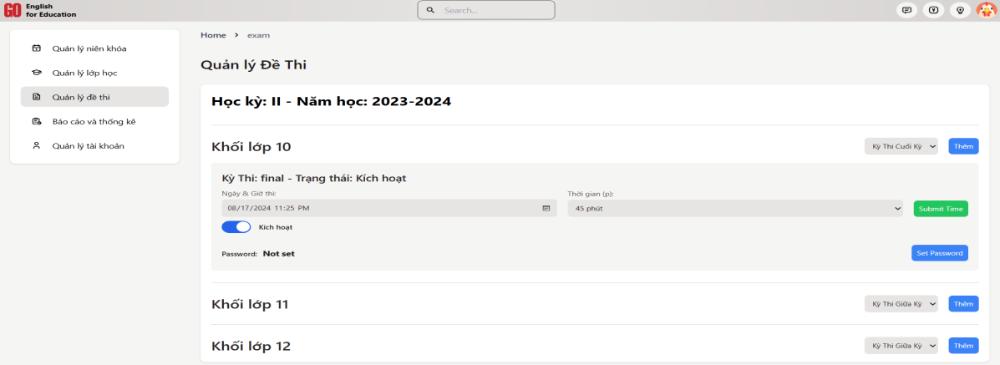 GO English
for Education
Search...
Home > exam
Quản lý niên khóa
Quản lý lớp học
Quản lý đề thi
Báo cáo và thống kê
Quản lý tài khoản
Quản lý Đề Thi
Học kỳ: II - Năm học: 2023-2024
Khối lớp 10
Kỳ Thi Cuối Kỳ
Thêm
Kỳ Thi: final - Trạng thái: Kích hoạt
Ngày & Giờ thi:
Thời gian (p):
08/17/2024 11:25 PM
45 phút
Submit Time
Kích hoạt
Password: Not set
Set Password
Khối lớp 11
Kỳ Thi Giữa Kỳ
Thêm
Khối lớp 12
Kỳ Thi Giữa Kỳ
Thêm